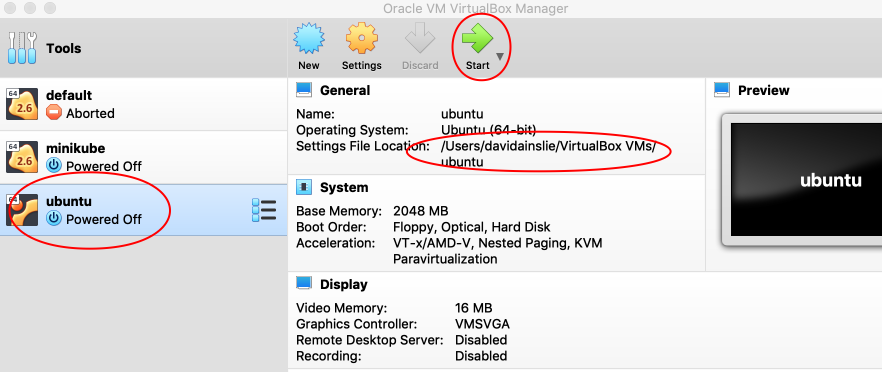 Oracle VM VirtualBox Manager
Tools
New
Settings
Discard
Start
64
2.6
default
Aborted
64
2.6
minikube
Powered Off
64
ubuntu
Powered Off
General
Name: ubuntu
Operating System: Ubuntu (64-bit)
Settings File Location: /Users/davidainslie/VirtualBox VMs/
ubuntu
System
Base Memory: 2048 MB
Boot Order: Floppy, Optical, Hard Disk
Acceleration: VT-x/AMD-V, Nested Paging, KVM
Paravirtualization
Display
Video Memory: 16 MB
Graphics Controller: VMSVGA
Remote Desktop Server: Disabled
Recording: Disabled
Preview
ubuntu